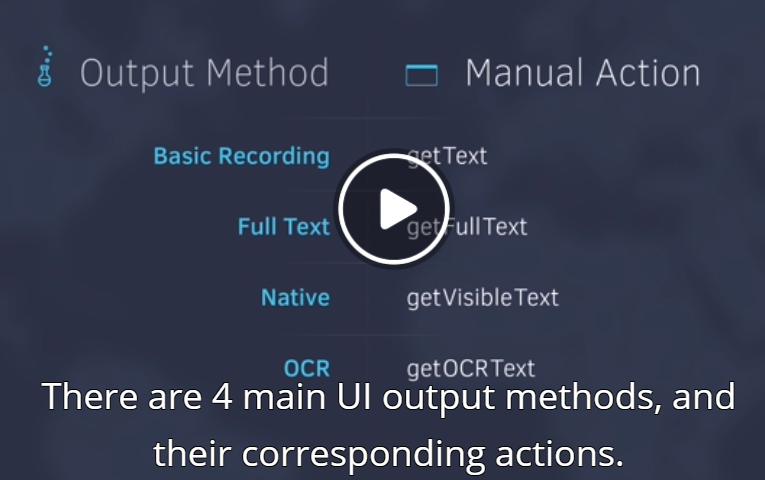 Output Method Manual Action
Basic Recording getText
Full Text getFullText
Native getVisibleText
OCR getOCRText
There are 4 main UI output methods, and
their corresponding actions.